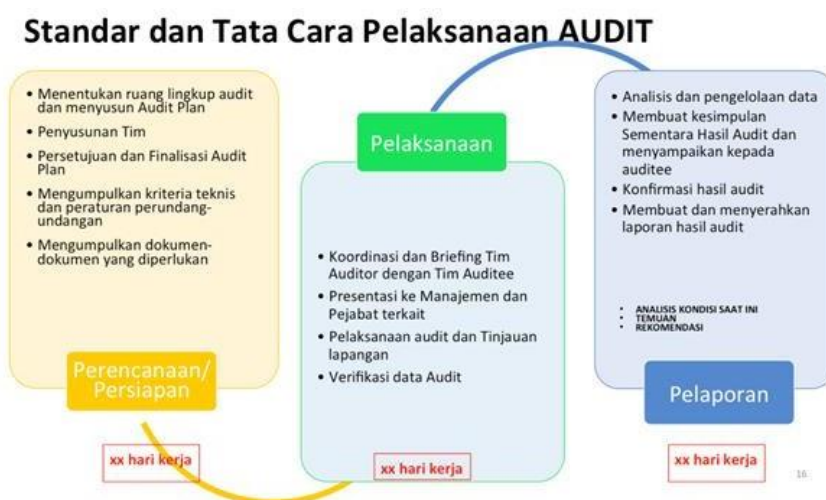 Standar dan Tata Cara Pelaksanaan AUDIT
• Menentukan ruang lingkup audit
dan menyusun Audit Plan
• Penyusunan Tim
• Persetujuan dan Finalisasi Audit
Plan
• Mengumpulkan kriteria teknis
dan peraturan perundang-
undangan
• Mengumpulkan dokumen-
dokumen yang diperlukan
Perencanaan/
Persiapan
xx hari kerja
Pelaksanaan
• Koordinasi dan Briefing Tim
Auditor dengan Tim Auditee
• Presentasi ke Manajemen dan
Pejabat terkait
• Pelaksanaan audit dan Tinjauan
lapangan
• Verifikasi data Audit
xx hari kerja
• Analisis dan pengelolaan data
• Membuat kesimpulan
Sementara Hasil Audit dan
menyampaikan kepada
auditee
• Konfirmasi hasil audit
• Membuat dan menyerahkan
laporan hasil audit
• ANALISIS KONDISI SAAT INI
• TEMUAN
• REKOMENDASI
Pelaporan
xx hari kerja
16